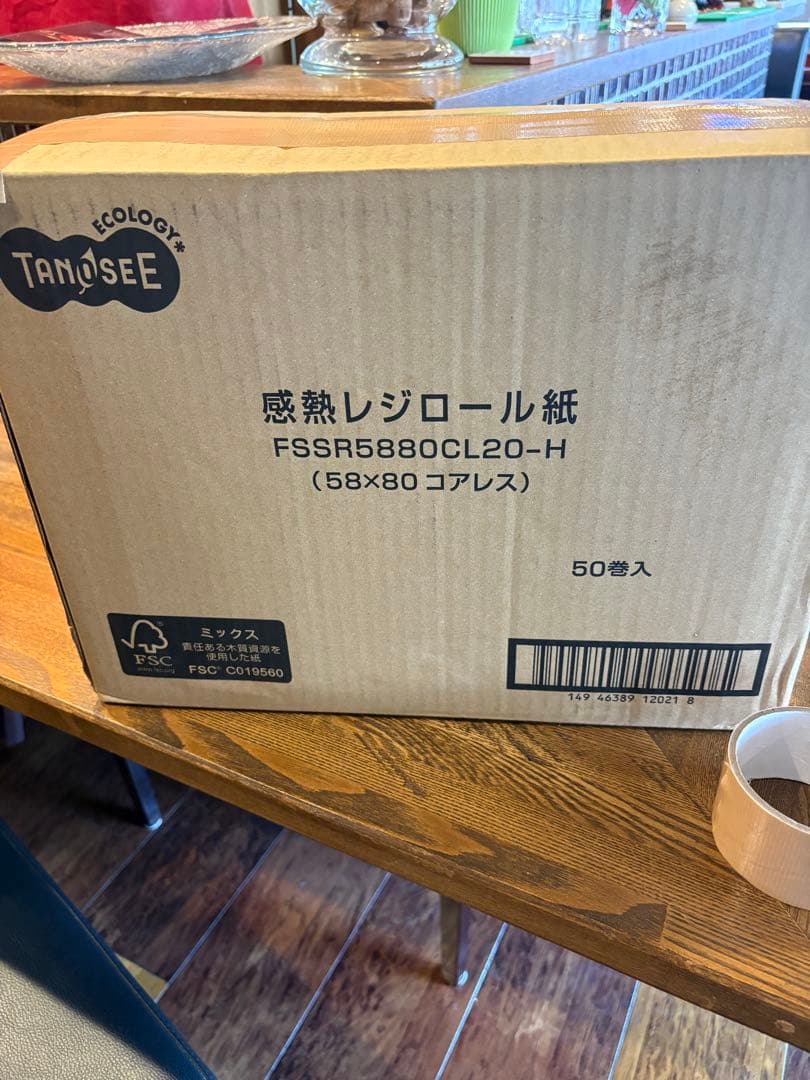 ECOLOGY*
TANOSEE
感熱レジロール紙
FSSR5880CL20-H
(58×80 コアレス)
50巻入
FSC
ミックス
責任ある木質資源を
使用した紙
FSC® C019560
149 46389 12021 8